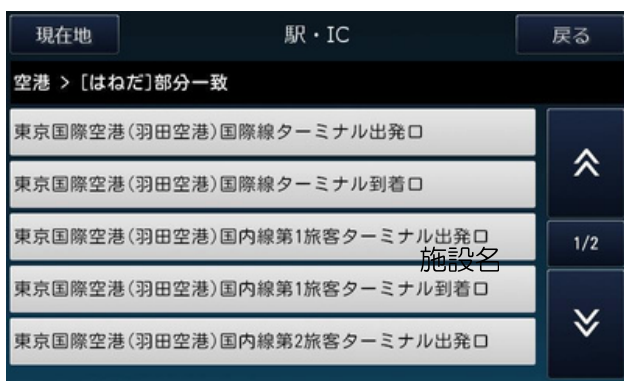 現在地
駅・IC
戻る
空港 > [はねだ]部分一致
東京国際空港(羽田空港)国際線ターミナル出発口
東京国際空港(羽田空港)国際線ターミナル到着口
東京国際空港(羽田空港)国内線第1旅客ターミナル出発口
1/2
施設名
東京国際空港(羽田空港)国内線第1旅客ターミナル到着口
東京国際空港(羽田空港)国内線第2旅客ターミナル出発口